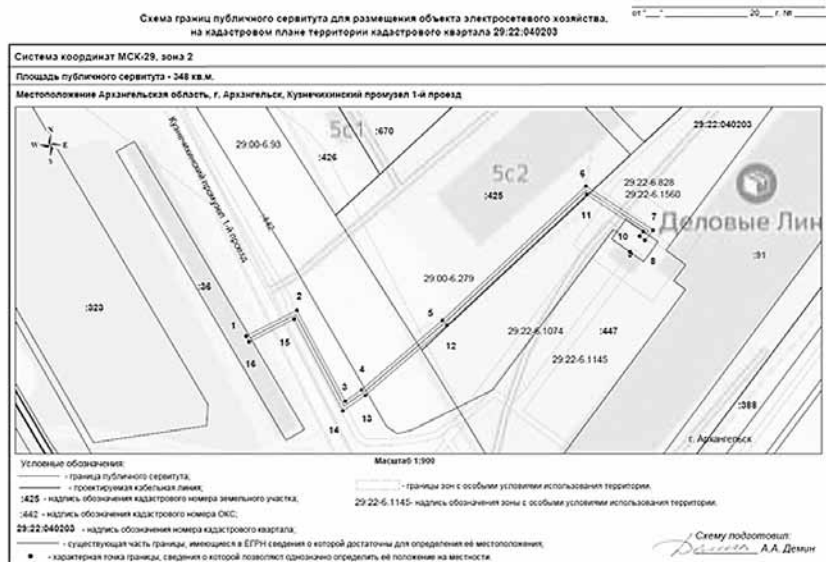 от "___" ____________ 20___ г. № ______
Схема границ публичного сервитута для размещения объекта электросетевого хозяйства,
на кадастровом плане территории кадастрового квартала 29:22:040203
Система координат МСК-29, зона 2
Площадь публичного сервитута - 348 кв.м.
Местоположение Архангельская область, г. Архангельск, Кузнечихинский промузел 1-й проезд
N
W E
S
Кузнечихинский промузел 1-й проезд
29:00-6.93
5с1
:670
:426
29:22:040203
5с2
:425
6
29:22-6.828
29:22-6.1560
11
7
Деловые Лин
10
9
8
:91
:442
29:00-6.279
:36
:323
2
1
15
16
5
12
29:22-6.1074
:447
29:22-6.1145
4
3
13
14
:388
г. Архангельск
Масштаб 1:900
Условные обозначения:
- граница публичного сервитута;
- проектируемая кабельная линия;
:425 - надпись обозначения кадастрового номера земельного участка;
:442 - надпись обозначения кадастрового номера ОКС;
29:22:040203 - надпись обозначения номера кадастрового квартала;
- существующая часть границы, имеющиеся в ЕГРН сведения о которой достаточны для определения её местоположения;
- характерная точка границы, сведения о которой позволяют однозначно определить её положение на местности.
- границы зон с особыми условиями использования территории.
29:22-6.1145- надпись обозначения зоны с особыми условиями использования территории.
Схему подготовил:
А.А. Демин